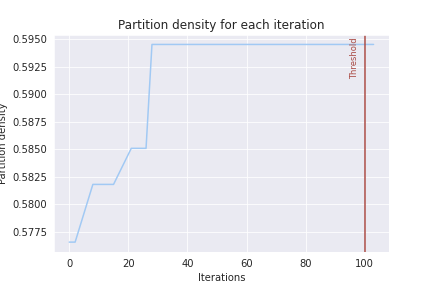 Partition density for each iteration
0.5950
0.5925
0.5900
0.5875
0.5850
0.5825
0.5800
0.5775
Partition density
Threshold
0 20 40 60 80 100
Iterations